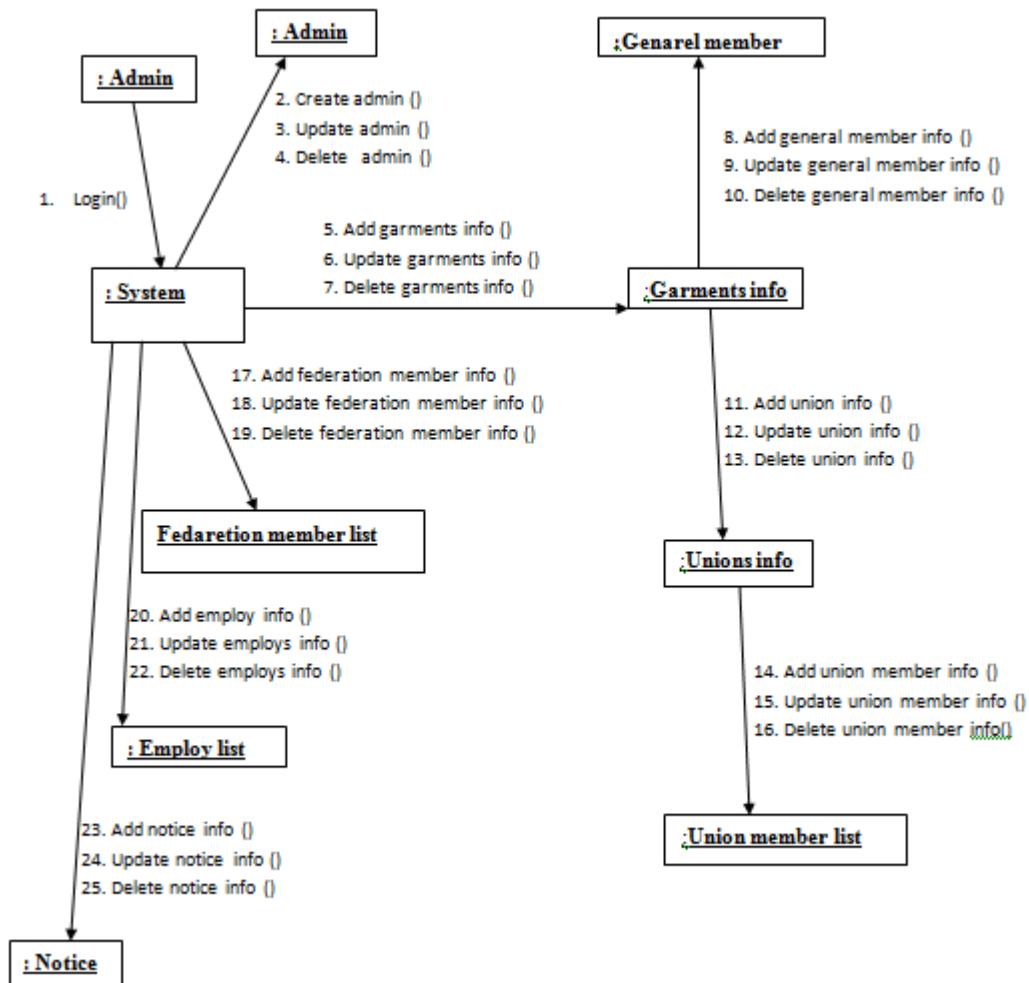 : Admin
: Admin
;Genarel member
2. Create admin ()
3. Update admin ()
4. Delete admin ()
8. Add general member info ()
9. Update general member info ()
10. Delete general member info ()
1. Login()
5. Add garments info ()
6. Update garments info ()
7. Delete garments info ()
: System
;Garments info
17. Add federation member info ()
18. Update federation member info ()
19. Delete federation member info ()
11. Add union info ()
12. Update union info ()
13. Delete union info ()
Fedaretion member list
;Unions info
20. Add employ info ()
21. Update employs info ()
22. Delete employs info ()
14. Add union member info ()
15. Update union member info ()
16. Delete union member info()
: Employ list
23. Add notice info ()
24. Update notice info ()
25. Delete notice info ()
;Union member list
: Notice